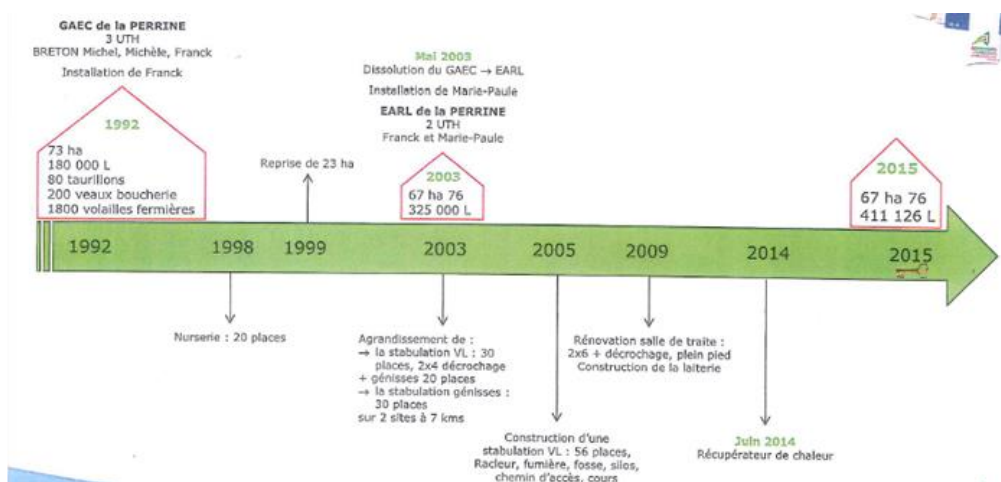 GAEC de la PERRINE
3 UTH
BRETON Michel, Michèle, Franck
Installation de Franck
1992
73 ha
180 000 L
80 taurillons
200 veaux boucherie
1800 volailles fermières
Reprise de 23 ha
Mai 2003
Dissolution du GAEC → EARL
Installation de Marie-Paule
EARL de la PERRINE
2 UTH
Franck et Marie-Paule
2003
67 ha 76
325 000 L
2015
67 ha 76
411 126 L
1992
1998
1999
2003
2005
2009
2014
2015
Nurserie : 20 places
Agrandissement de :
→ la stabulation VL : 30
places, 2x4 décrochage
+ génisses 20 places
→ la stabulation génisses :
30 places
sur 2 sites à 7 kms
Construction d'une
stabulation VL : 56 places,
Racleur, fumière, fosse, silos,
chemin d'accès, cours
Rénovation salle de traite :
2x6 + décrochage, plein pied
Construction de la laiterie
Juin 2014
Récupérateur de chaleur